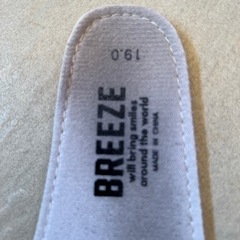 19.0
BREEZE
will bring smiles
around the world
MADE IN CHINA